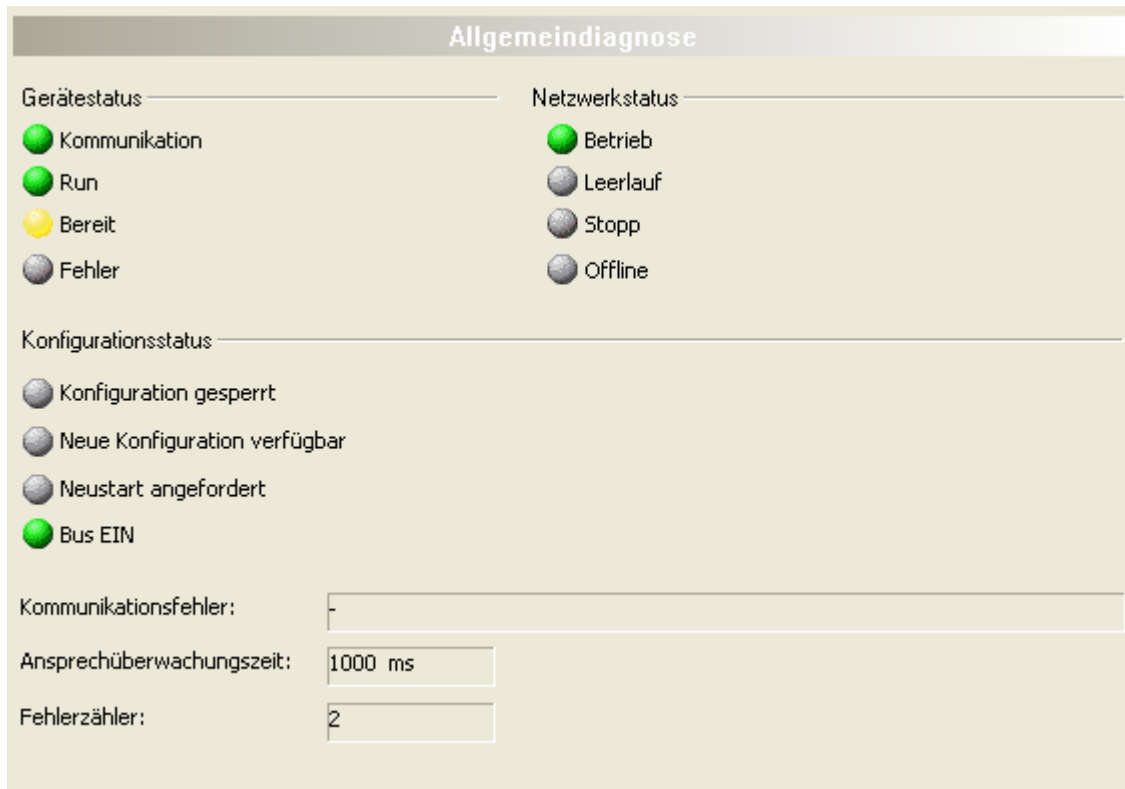 Allgemeindiagnose
Gerätestatus
Kommunikation
Run
Bereit
Fehler
Netzwerkstatus
Betrieb
Leerlauf
Stopp
Offline
Konfigurationsstatus
Konfiguration gesperrt
Neue Konfiguration verfügbar
Neustart angefordert
Bus EIN
Kommunikationsfehler: -
Ansprechüberwachungszeit: 1000 ms
Fehlerzähler: 2